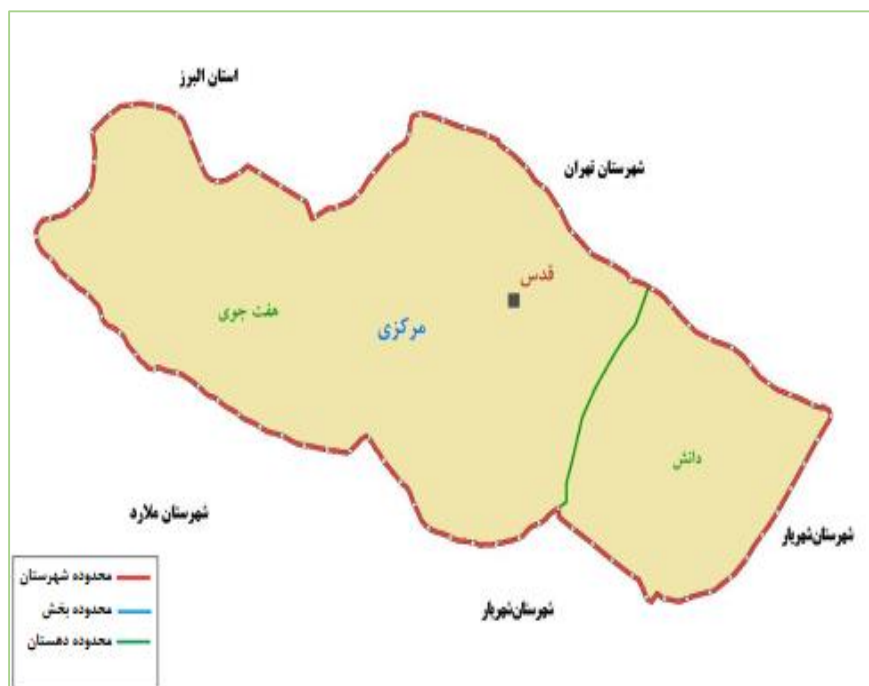 استان البرز
شهرستان تهران
قدس
هفت جوی
مرکزی
دانش
شهرستان ملارد
شهرستان‌شهریار
شهرستان‌شهریار
محدوده شهرستان
محدوده بخش
محدوده دهستان